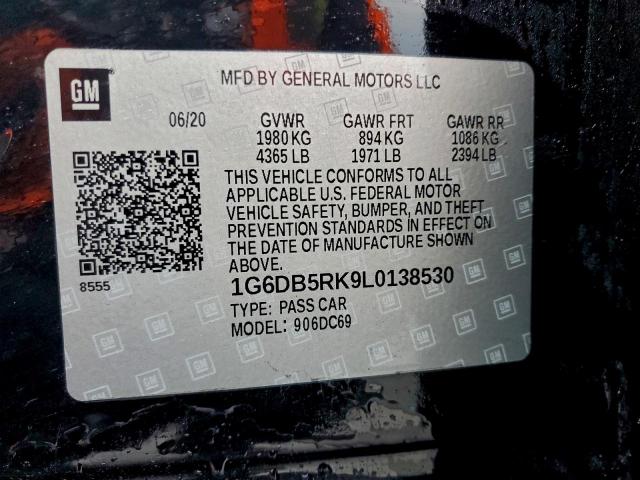 GM
MFD BY GENERAL MOTORS LLC
06/20 GVWR GAWR FRT GAWR RR
1980 KG 894 KG 1086 KG
4365 LB 1971 LB 2394 LB
THIS VEHICLE CONFORMS TO ALL
APPLICABLE U.S. FEDERAL MOTOR
VEHICLE SAFETY, BUMPER, AND THEFT
PREVENTION STANDARDS IN EFFECT ON
THE DATE OF MANUFACTURE SHOWN
ABOVE.
8555
1G6DB5RK9L0138530
TYPE: PASS CAR
MODEL: 906DC69